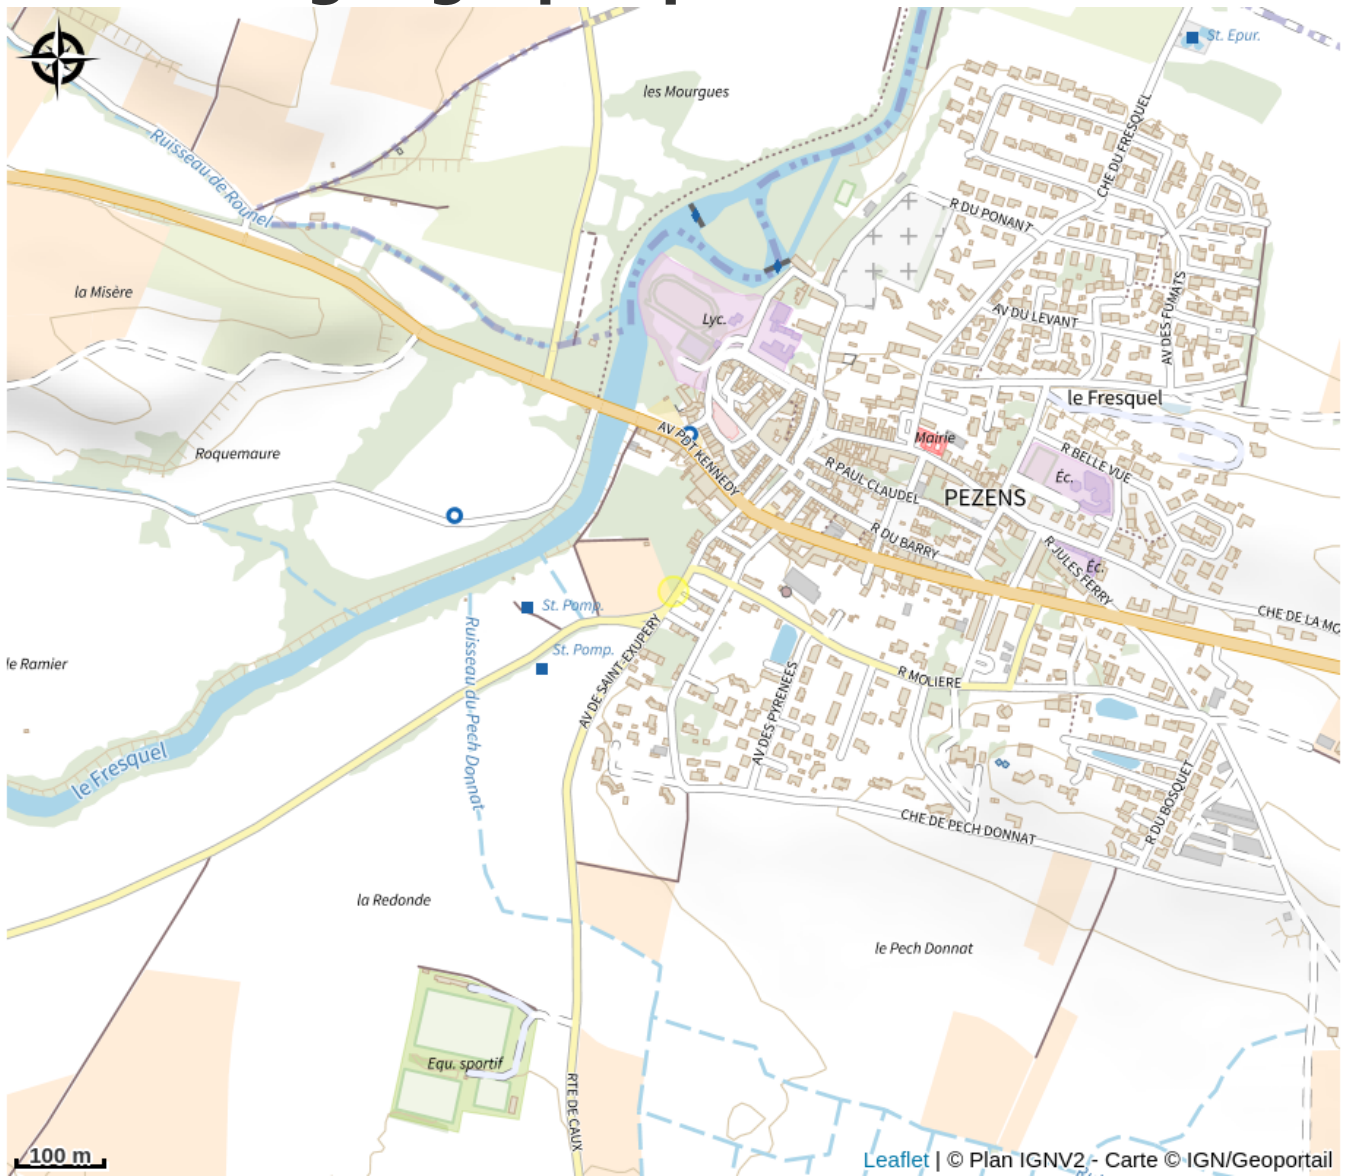 St. Epur.
les Mourgues
CHE DU FRESQUEL
Ruisseau de Rounel
R DU PONANT
la Misère
AV DES FUMATS
AV DU LEVANT
Lyc.
le Fresquel
AV PDT KENNEDY
Mairie
Roquemaure
R BELLE VUE
R PAUL CLAUDEL
Éc.
PEZENS
R DU BARRY
R JULES FERRY
Éc.
St. Pomp.
CHE DE LA MO
St. Pomp.
le Ramier
AV DE SAINT-EXUPERY
Ruisseau du Pech Donnat
R MOLIERE
AV DES PYRENEES
le Fresquel
R DU BOSQUET
CHE DE PECH DONNAT
la Redonde
le Pech Donnat
Equ. sportif
RTE DE CAUX
100 m
Leaflet | © Plan IGNV2 - Carte © IGN/Geoportail